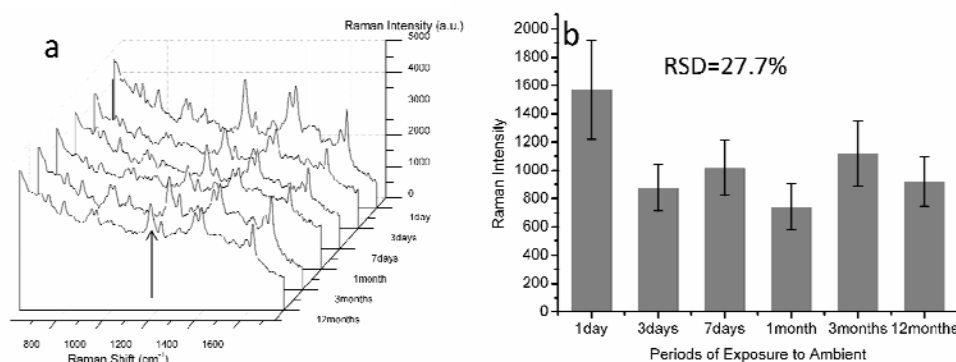 a
Raman Intensity (a.u.)
5000
4000
3000
2000
1000
0
1day
3days
7days
1month
3months
12months
800 1000 1200 1400 1600
Raman Shift (cm⁻¹)
b
RSD=27.7%
2000
1800
1600
1400
1200
1000
800
600
400
200
0
Raman Intensity
1day 3days 7days 1month 3months 12months
Periods of Exposure to Ambient